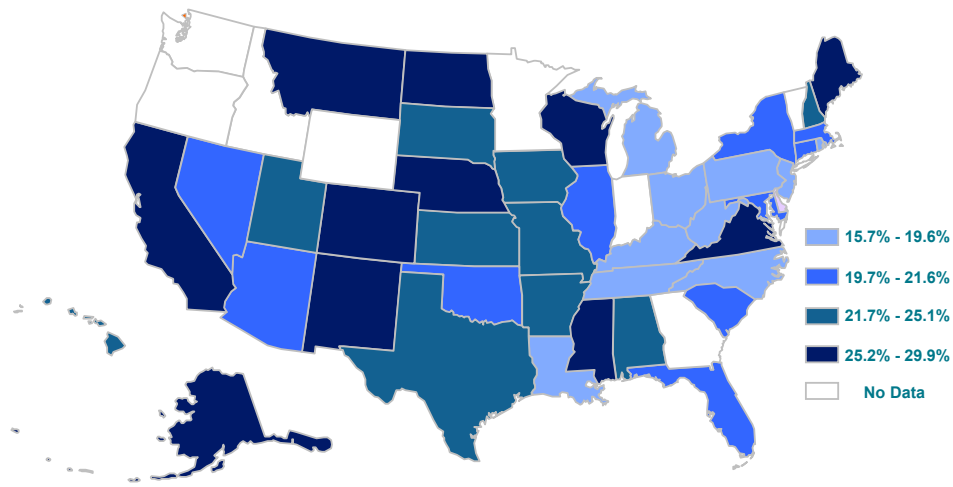 15.7% - 19.6%
19.7% - 21.6%
21.7% - 25.1%
25.2% - 29.9%
No Data